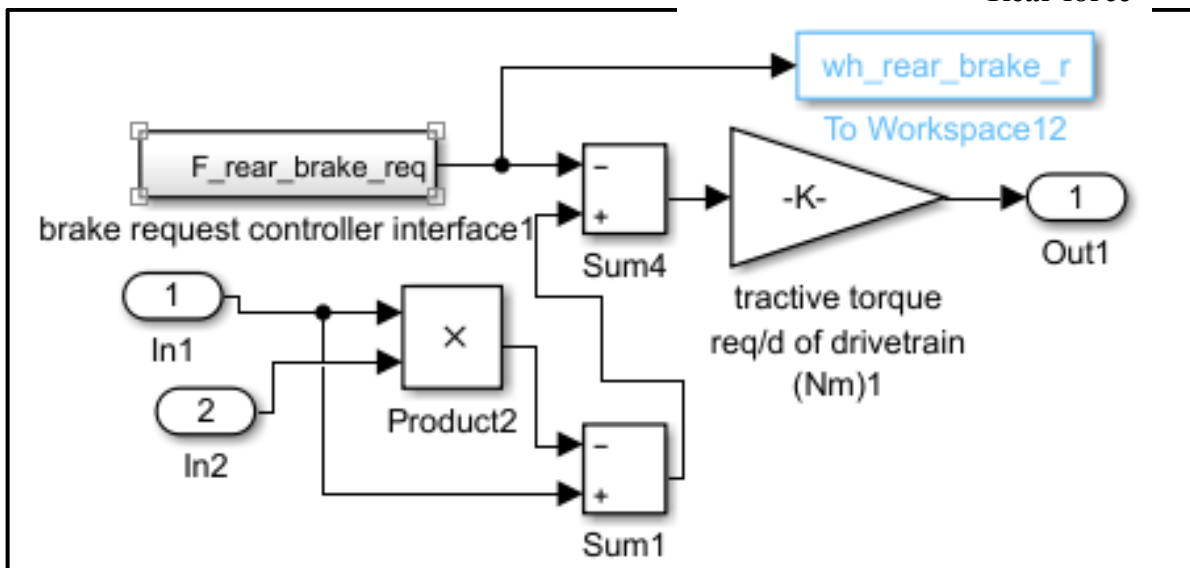 wh_rear_brake_r
To Workspace12
F_rear_brake_req
brake request controller interface1
−
+
Sum4
-K-
tractive torque
req/d of drivetrain
(Nm)1
1
Out1
1
In1
×
Product2
2
In2
−
+
Sum1